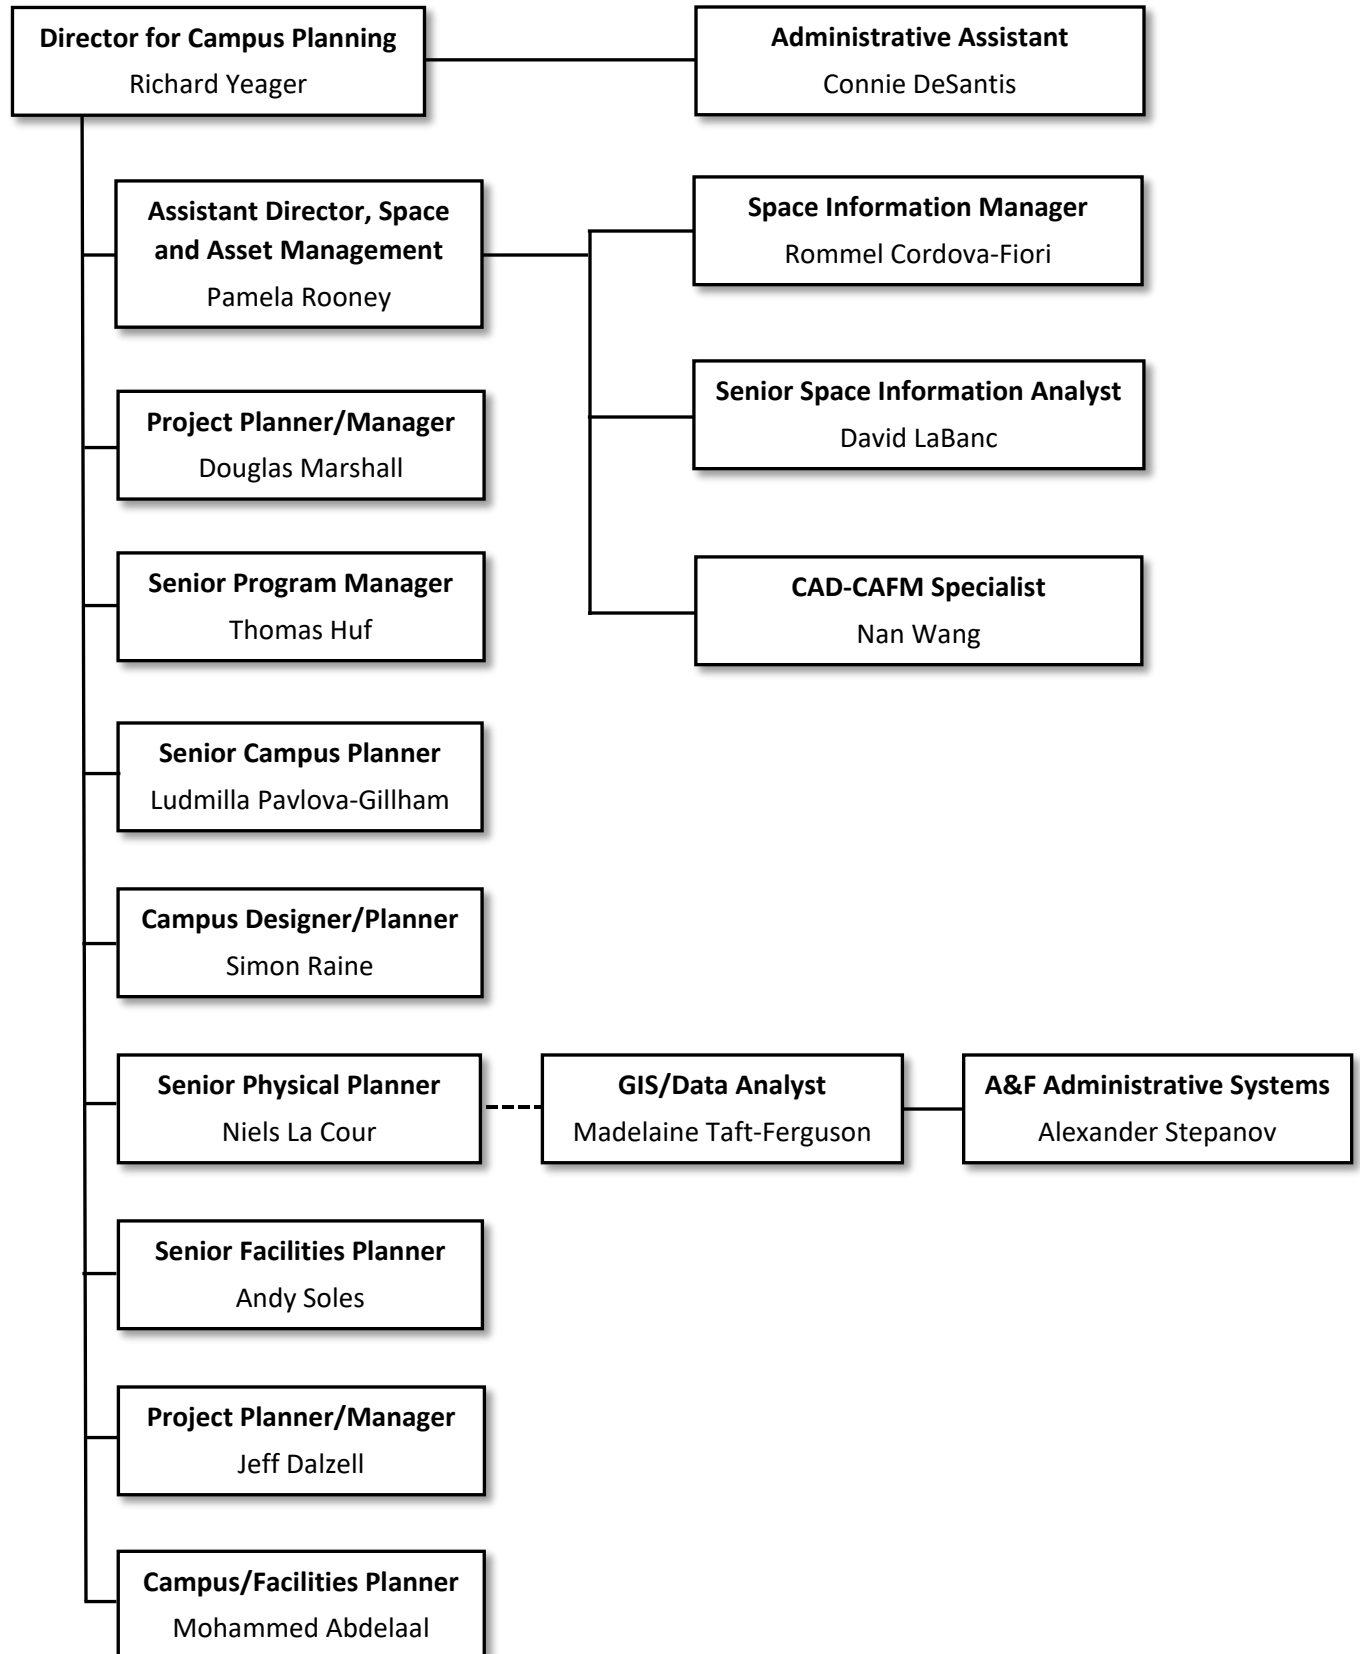 Director for Campus Planning
Richard Yeager
Administrative Assistant
Connie DeSantis
Assistant Director, Space
and Asset Management
Pamela Rooney
Space Information Manager
Rommel Cordova-Fiori
Senior Space Information Analyst
David LaBanc
CAD-CAFM Specialist
Nan Wang
Project Planner/Manager
Douglas Marshall
Senior Program Manager
Thomas Huf
Senior Campus Planner
Ludmilla Pavlova-Gillham
Campus Designer/Planner
Simon Raine
Senior Physical Planner
Niels La Cour
GIS/Data Analyst
Madelaine Taft-Ferguson
A&F Administrative Systems
Alexander Stepanov
Senior Facilities Planner
Andy Soles
Project Planner/Manager
Jeff Dalzell
Campus/Facilities Planner
Mohammed Abdelaal